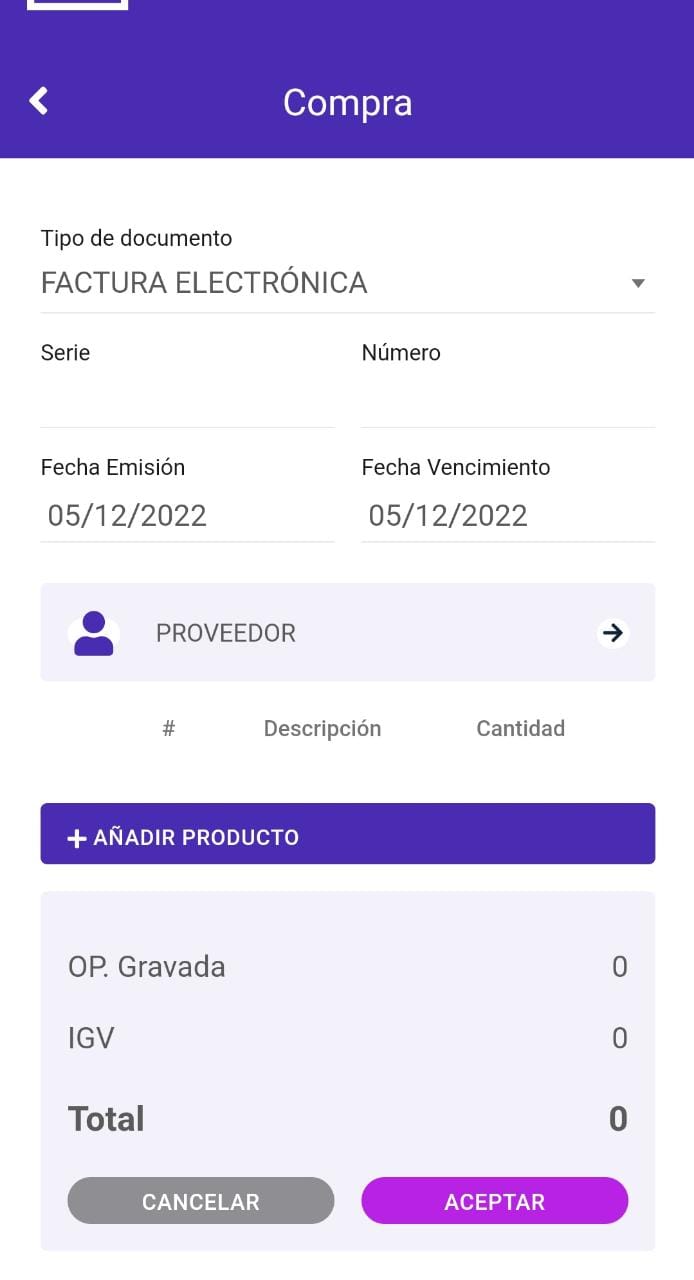 Compra
Tipo de documento
FACTURA ELECTRÓNICA
Serie Número
Fecha Emisión Fecha Vencimiento
05/12/2022 05/12/2022
PROVEEDOR
# Descripción Cantidad
+ AÑADIR PRODUCTO
OP. Gravada 0
IGV 0
Total 0
CANCELAR ACEPTAR